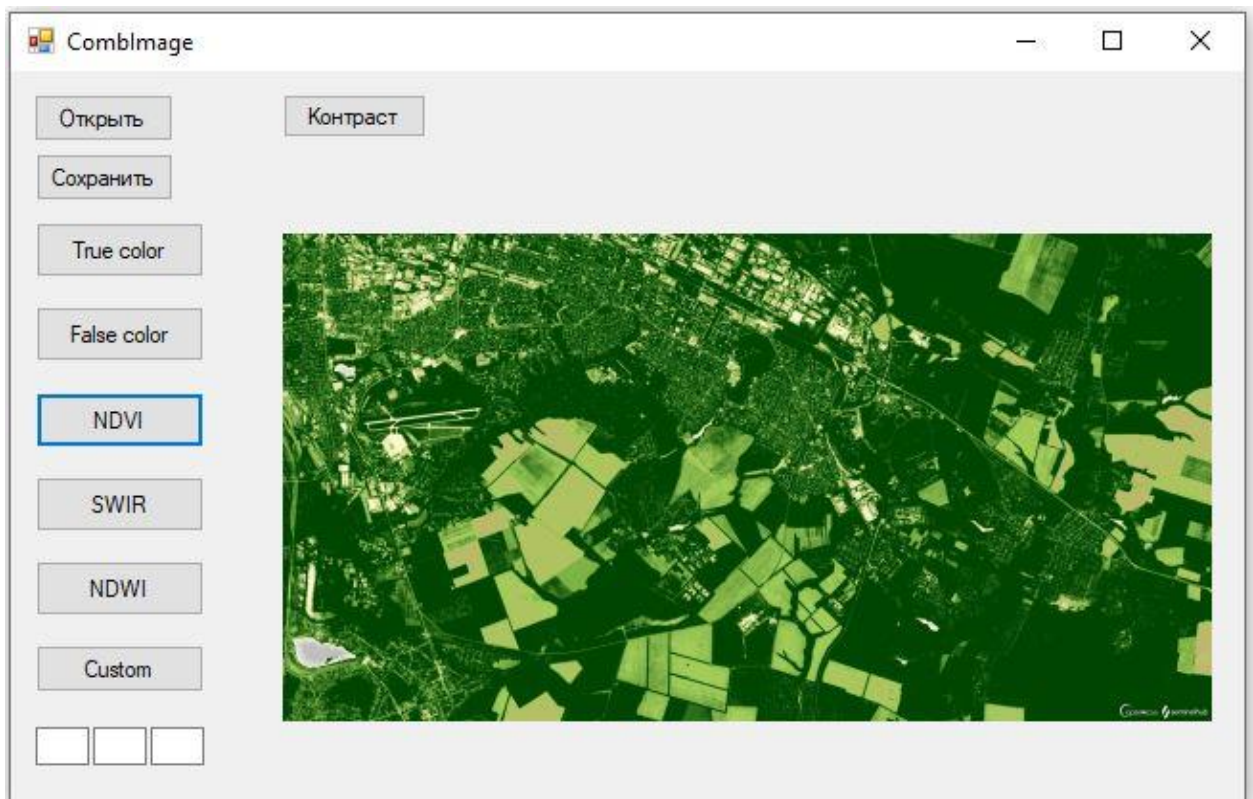 CombImage
Открыть
Контраст
Сохранить
True color
False color
NDVI
SWIR
NDWI
Custom